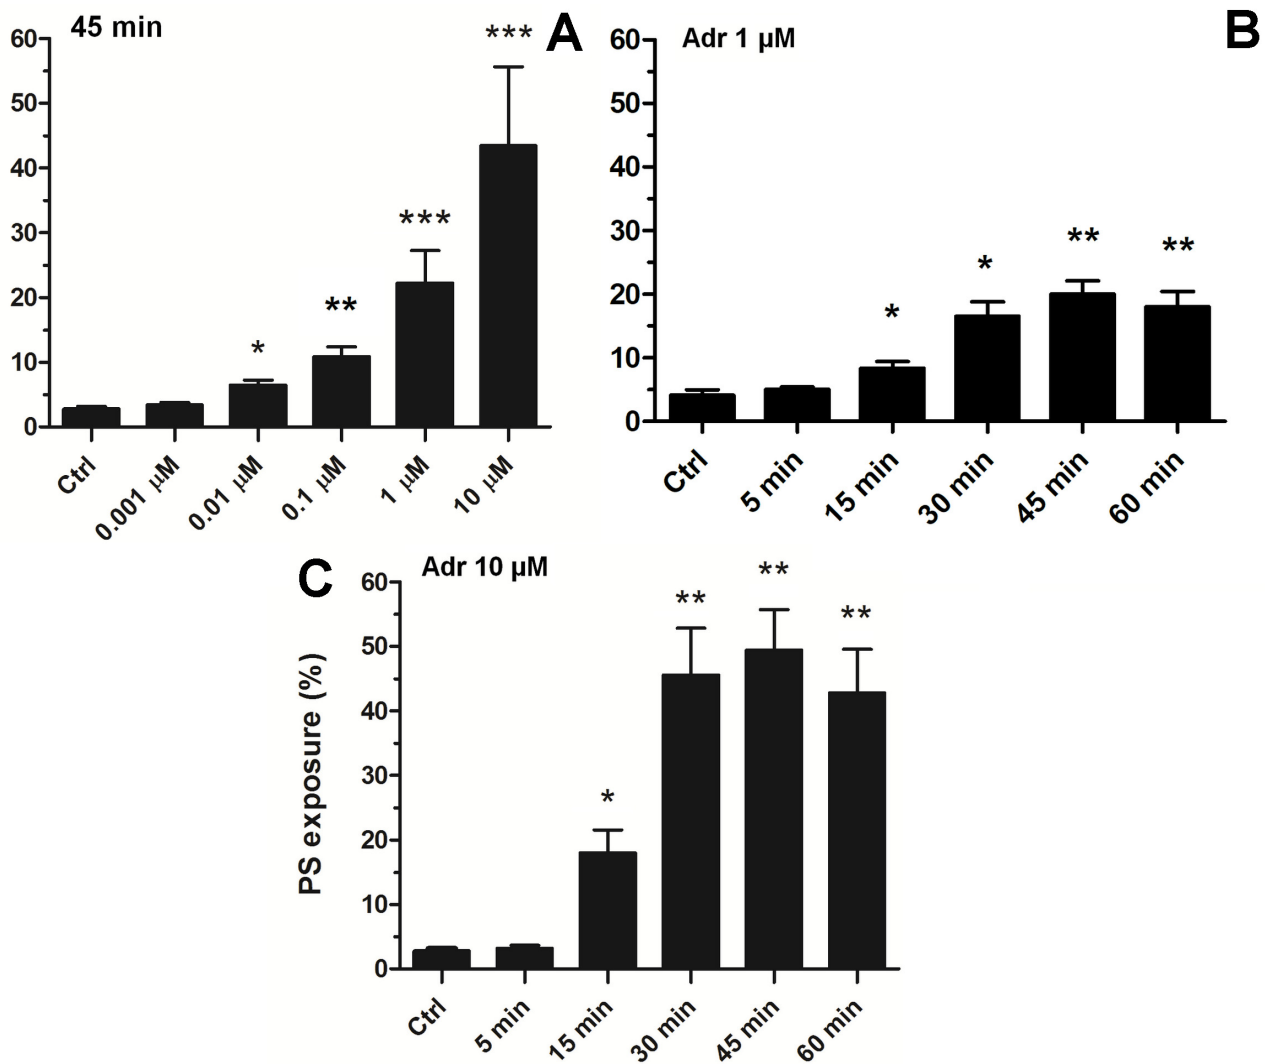 45 min
A
60
50
40
30
20
10
0
***
***
**
*
Ctrl
0.001 µM
0.01 µM
0.1 µM
1 µM
10 µM
Adr 1 µM
B
60
50
40
30
20
10
0
*
*
**
**
Ctrl
5 min
15 min
30 min
45 min
60 min
C
Adr 10 µM
PS exposure (%)
60
50
40
30
20
10
0
*
**
**
**
Ctrl
5 min
15 min
30 min
45 min
60 min